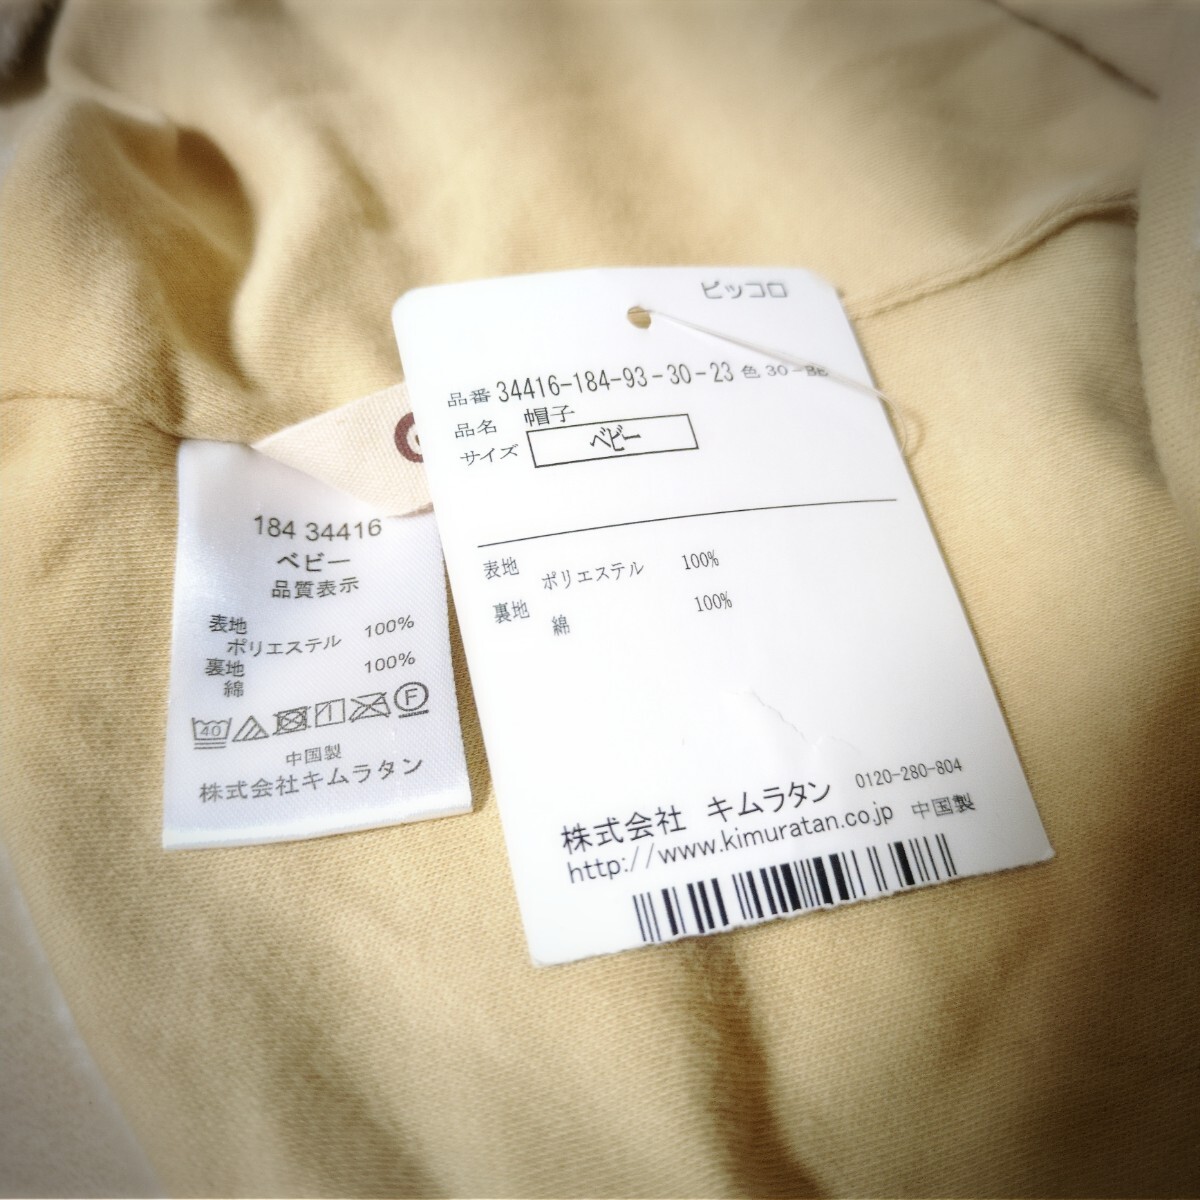 184 34416
ベビー
品質表示
表地
ポリエステル 100%
裏地
綿 100%
40
F
中国製
株式会社キムラタン
ピッコロ
品番 34416-184-93-30-23 色 30-BE
品名 帽子
サイズ ベビー
表地 ポリエステル 100%
裏地 綿 100%
株式会社 キムラタン 0120-280-804
http://www.kimuratan.co.jp 中国製